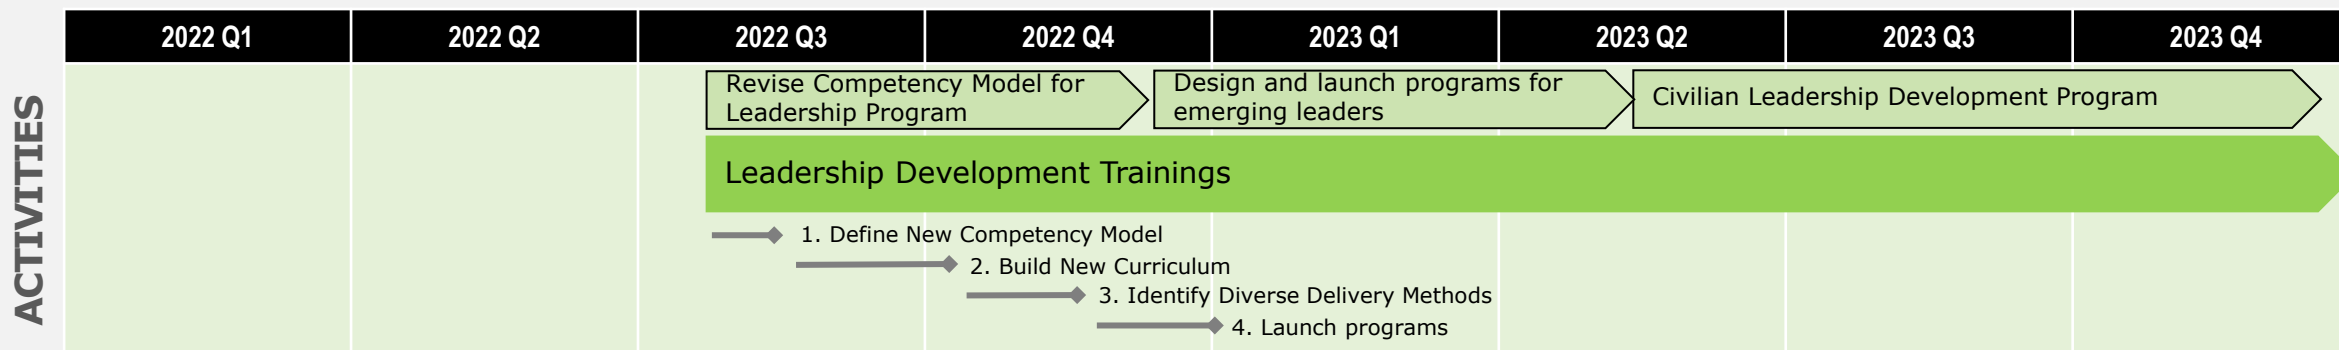 2022 Q1 2022 Q2 2022 Q3 2022 Q4 2023 Q1 2023 Q2 2023 Q3 2023 Q4
ACTIVITIES
Revise Competency Model for
Leadership Program
Design and launch programs for
emerging leaders
Civilian Leadership Development Program
Leadership Development Trainings
1. Define New Competency Model
2. Build New Curriculum
3. Identify Diverse Delivery Methods
4. Launch programs